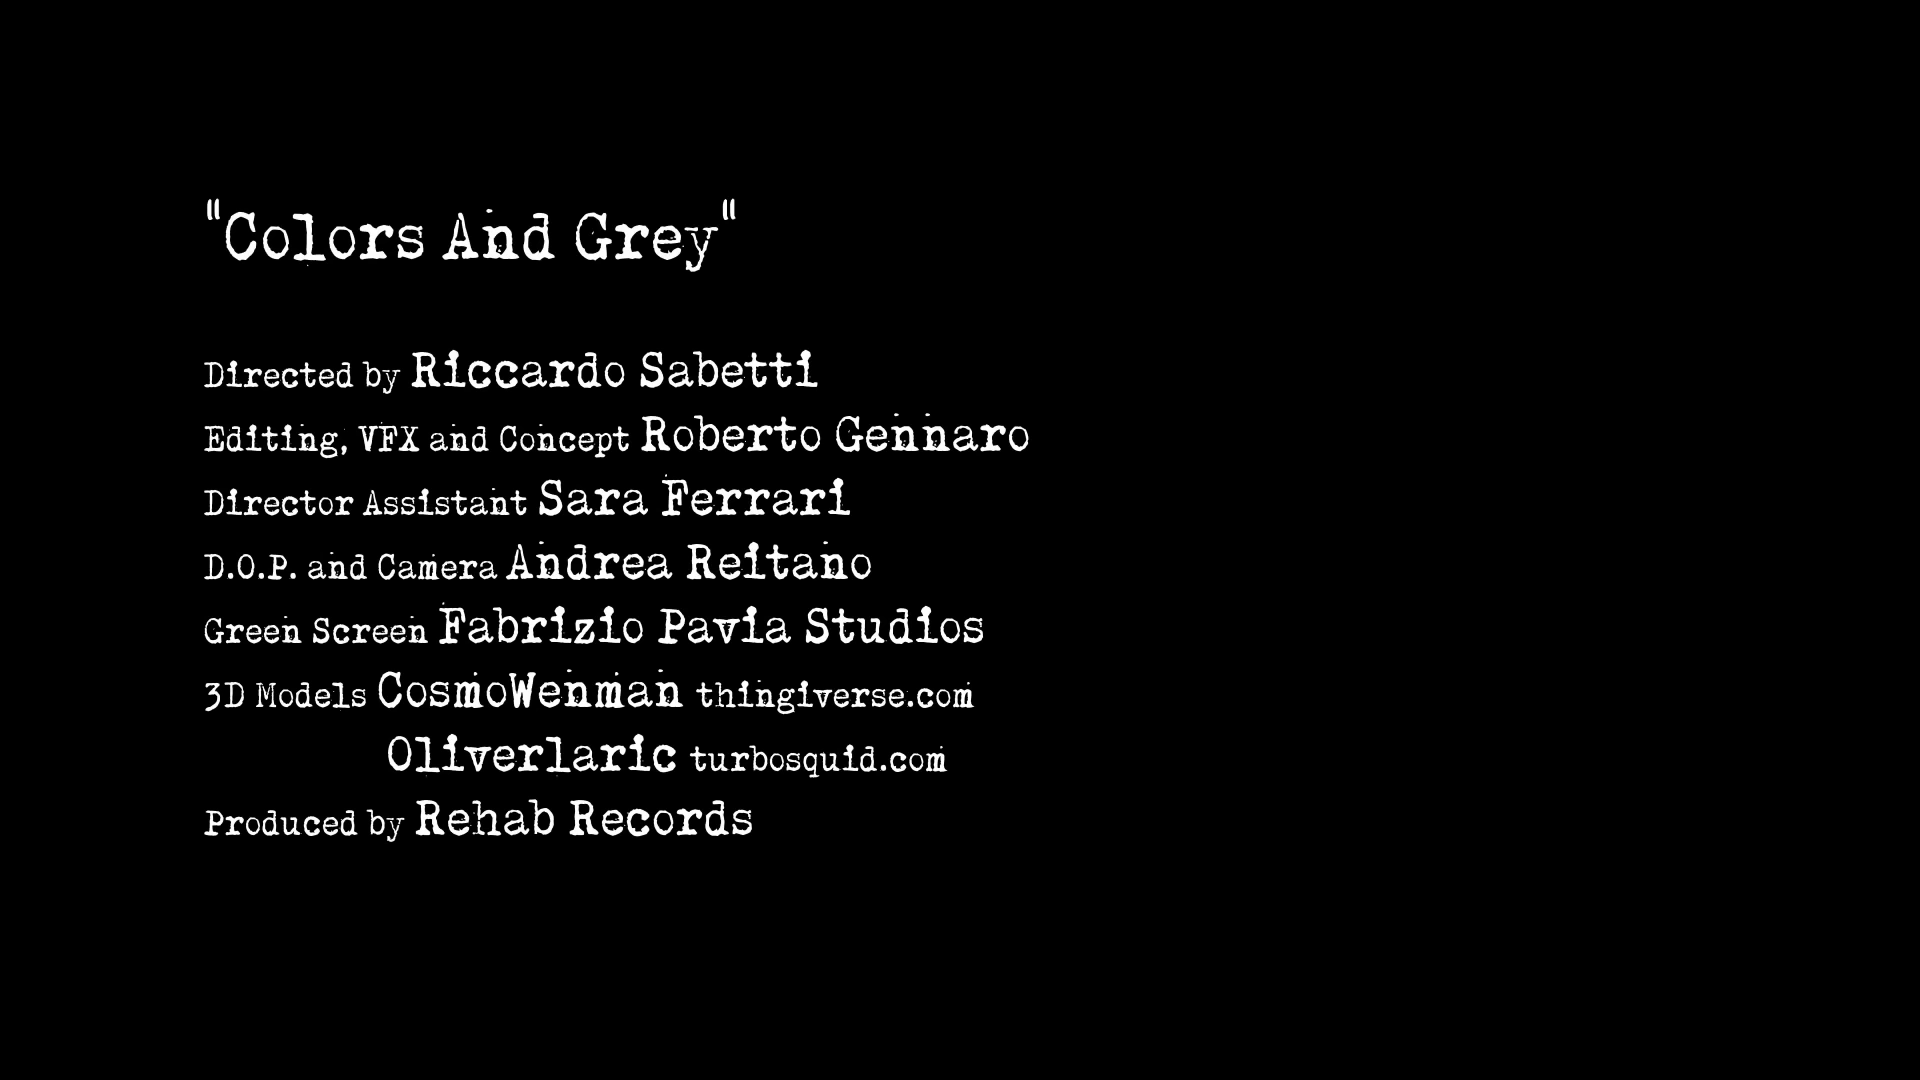 "Colors And Grey"
Directed by Riccardo Sabetti
Editing, VFX and Concept Roberto Gennaro
Director Assistant Sara Ferrari
D.O.P. and Camera Andrea Reitano
Green Screen Fabrizio Pavia Studios
3D Models CosmoWenman thingiverse.com
Oliverlaric turbosquid.com
Produced by Rehab Records